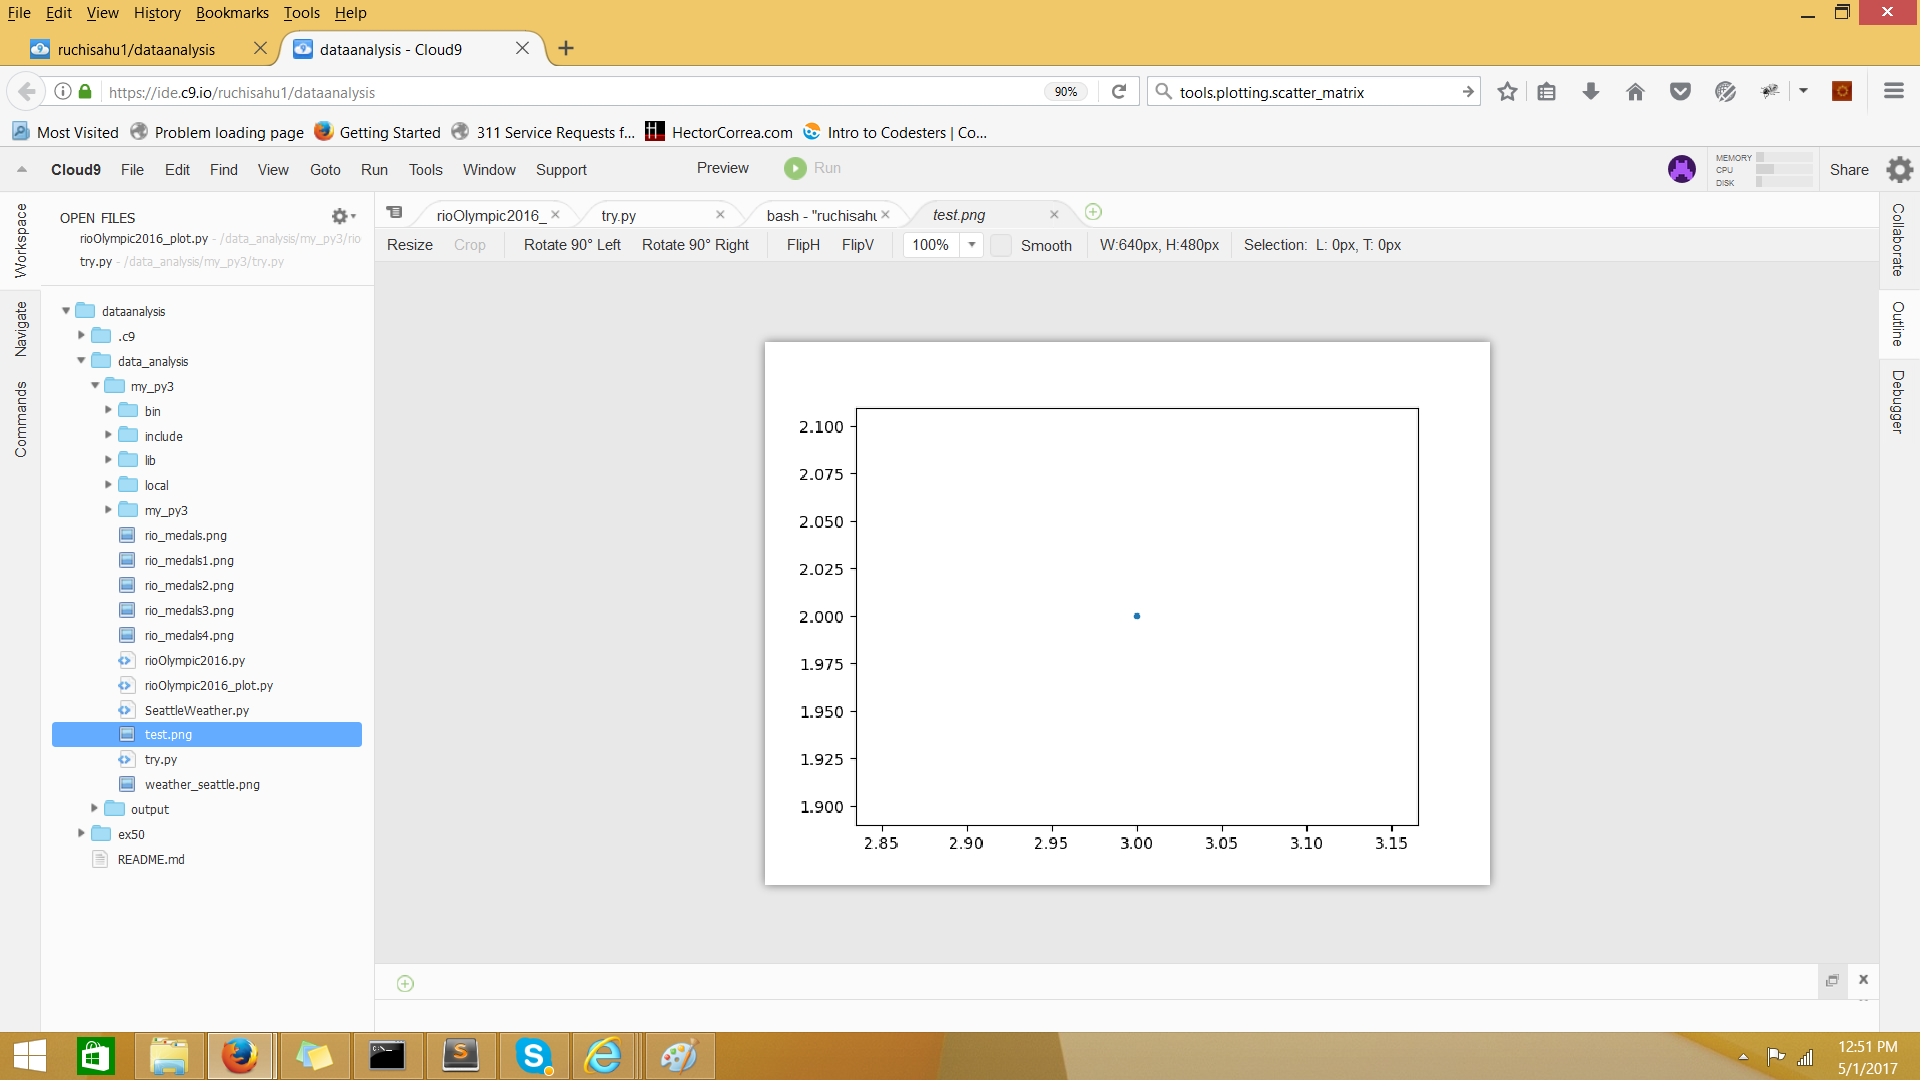 File Edit View History Bookmarks Tools Help
ruchisahu1/dataanalysis
dataanalysis - Cloud9
https://ide.c9.io/ruchisahu1/dataanalysis
90%
tools.plotting.scatter_matrix
Most Visited Problem loading page Getting Started 311 Service Requests f... HectorCorrea.com Intro to Codesters | Co...
Cloud9 File Edit Find View Goto Run Tools Window Support Preview Run
MEMORY
CPU
DISK
Share
Workspace
Navigate
Commands
OPEN FILES
rioOlympic2016_plot.py - /data_analysis/my_py3/rio
try.py - /data_analysis/my_py3/try.py
dataanalysis
.c9
data_analysis
my_py3
bin
include
lib
local
my_py3
rio_medals.png
rio_medals1.png
rio_medals2.png
rio_medals3.png
rio_medals4.png
rioOlympic2016.py
rioOlympic2016_plot.py
SeattleWeather.py
test.png
try.py
weather_seattle.png
output
ex50
README.md
rioOlympic2016_
try.py
bash - "ruchisahu
test.png
Resize Crop Rotate 90° Left Rotate 90° Right FlipH FlipV 100% Smooth W:640px, H:480px Selection: L: 0px, T: 0px
2.100
2.075
2.050
2.025
2.000
1.975
1.950
1.925
1.900
2.85 2.90 2.95 3.00 3.05 3.10 3.15
Collaborate
Outline
Debugger
12:51 PM
5/1/2017